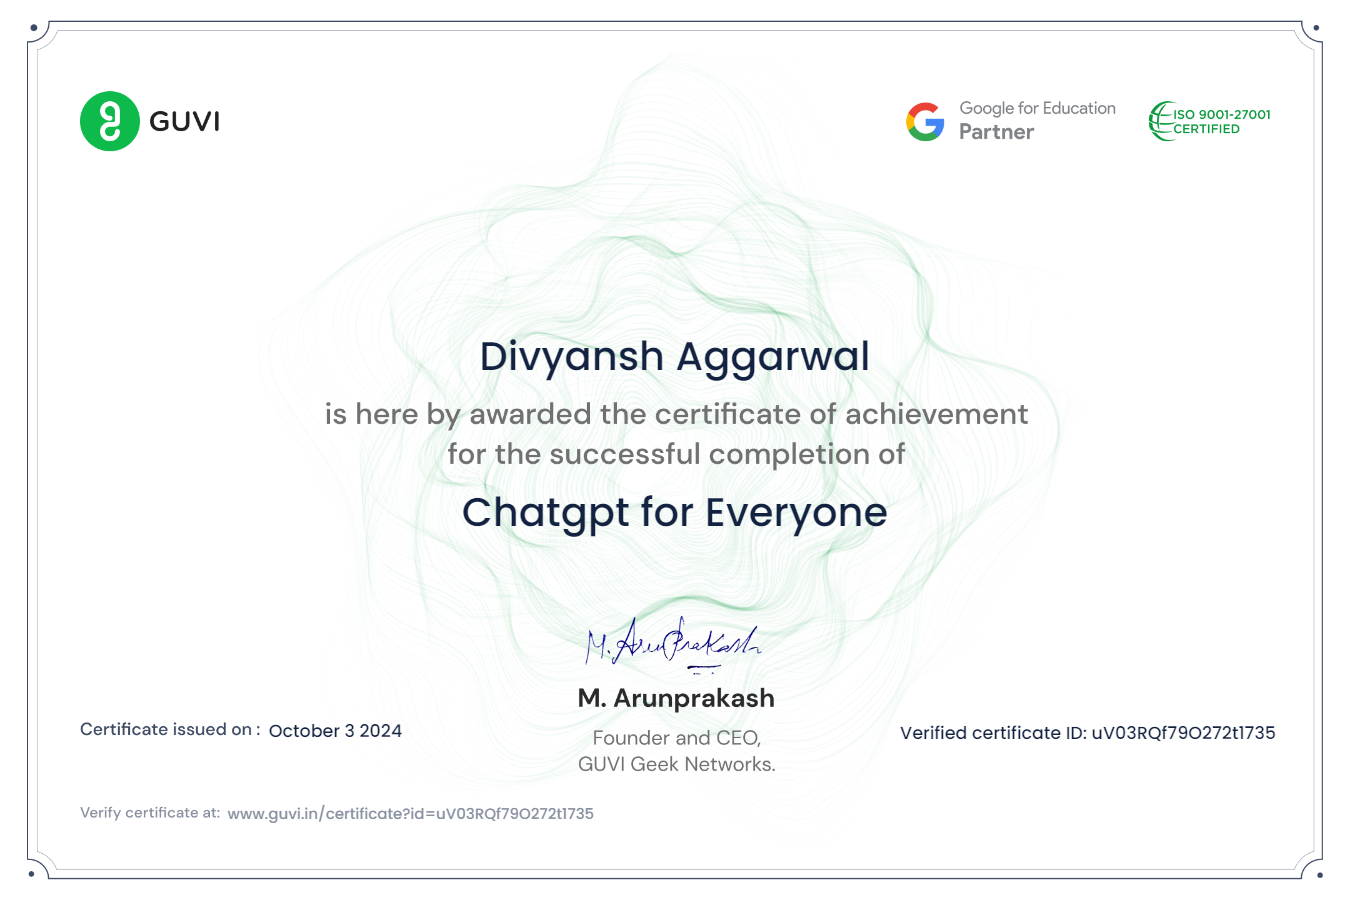 GUVI
Google for Education
Partner
ISO 9001-27001
CERTIFIED
Divyansh Aggarwal
is here by awarded the certificate of achievement
for the successful completion of
Chatgpt for Everyone
M. Arunprakash
M. Arunprakash
Founder and CEO,
GUVI Geek Networks.
Certificate issued on : October 3 2024
Verified certificate ID: uV03RQf79O272t1735
Verify certificate at: www.guvi.in/certificate?id=uV03RQf79O272t1735